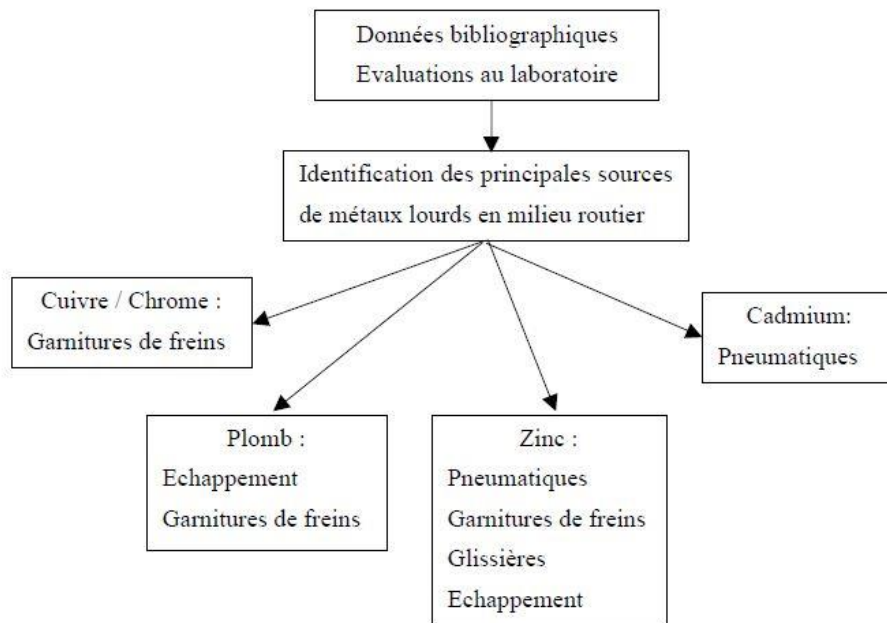 Données bibliographiques
Evaluations au laboratoire
Identification des principales sources
de métaux lourds en milieu routier
Cuivre / Chrome :
Garnitures de freins
Cadmium:
Pneumatiques
Plomb :
Echappement
Garnitures de freins
Zinc :
Pneumatiques
Garnitures de freins
Glissières
Echappement